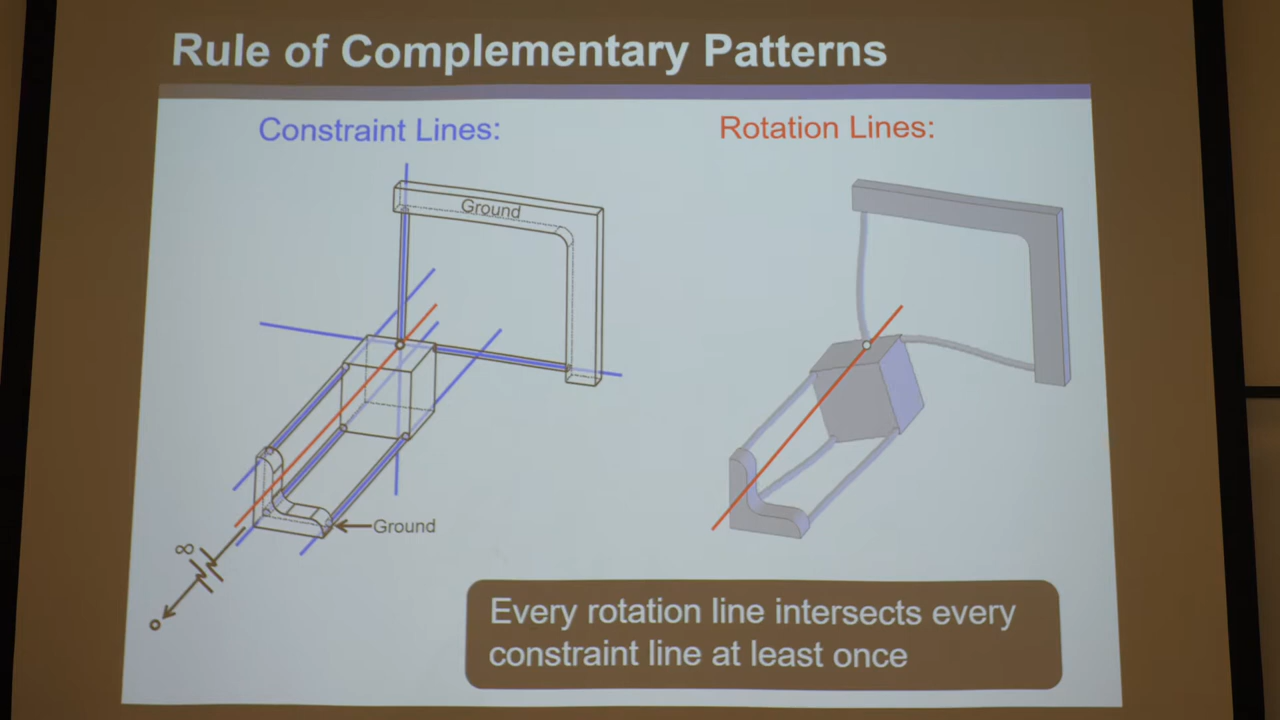 Rule of Complementary Patterns
Constraint Lines:
Rotation Lines:
Ground
Ground
∞
Every rotation line intersects every
constraint line at least once